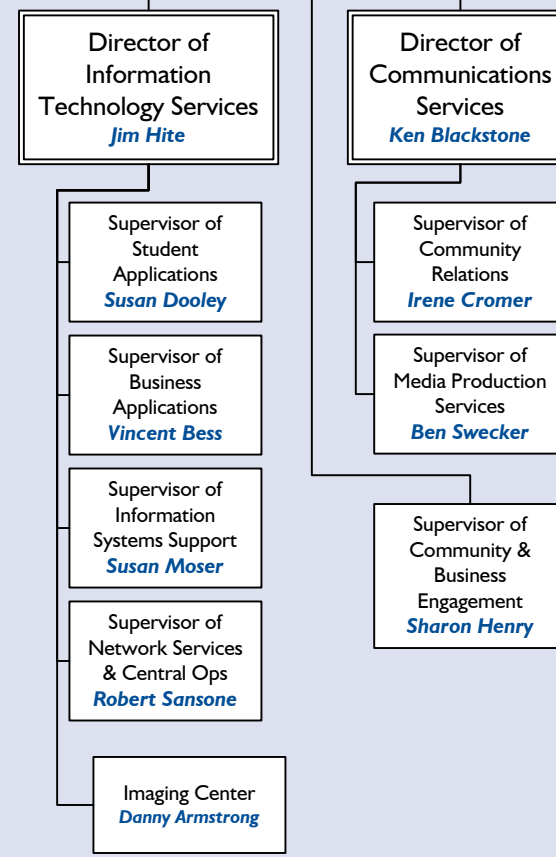 Director of
Information
Technology Services
Jim Hite
Supervisor of
Student
Applications
Susan Dooley
Supervisor of
Business
Applications
Vincent Bess
Supervisor of
Information
Systems Support
Susan Moser
Supervisor of
Network Services
& Central Ops
Robert Sansone
Imaging Center
Danny Armstrong
Director of
Communications
Services
Ken Blackstone
Supervisor of
Community
Relations
Irene Cromer
Supervisor of
Media Production
Services
Ben Swecker
Supervisor of
Community &
Business
Engagement
Sharon Henry